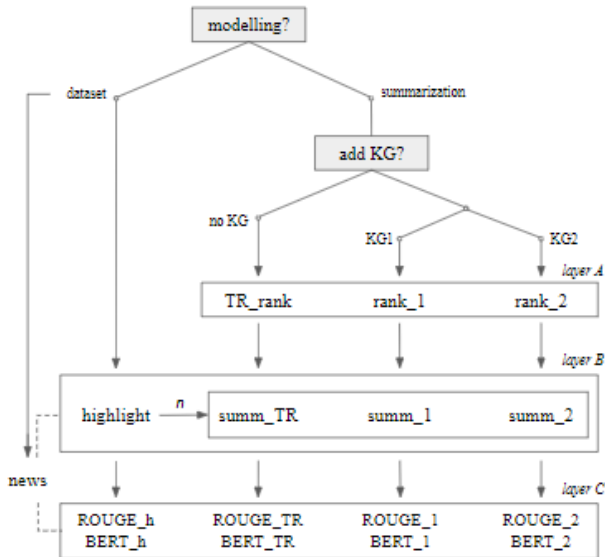 modelling?
dataset
summarization
add KG?
no KG
KG1
KG2
layer A
TR_rank rank_1 rank_2
layer B
highlight n summ_TR summ_1 summ_2
news
layer C
ROUGE_h ROUGE_TR ROUGE_1 ROUGE_2
BERT_h BERT_TR BERT_1 BERT_2